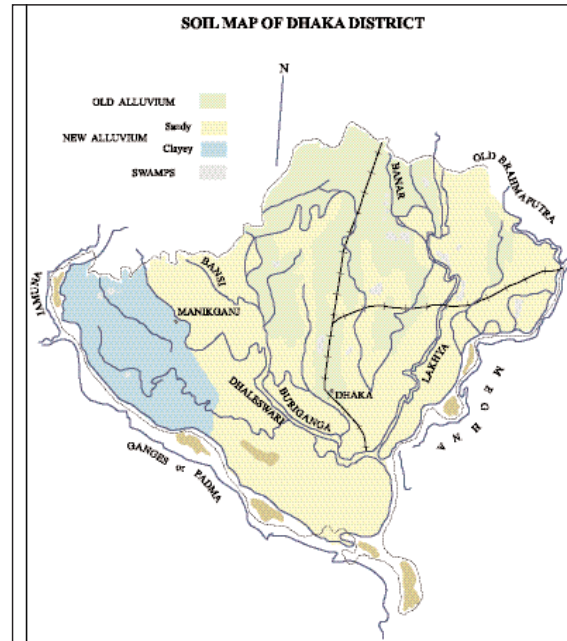 SOIL MAP OF DHAKA DISTRICT
N
OLD ALLUVIUM
NEW ALLUVIUM
Sandy
Clayey
SWAMPS
OLD BRAHMAPUTRA
BANAR
YAMUNA
BANSI
MANIKGANJ
DHALESWARI
BURIGANGA
DHAKA
LAKHYA
MEGHNA
GANGES or PADMA